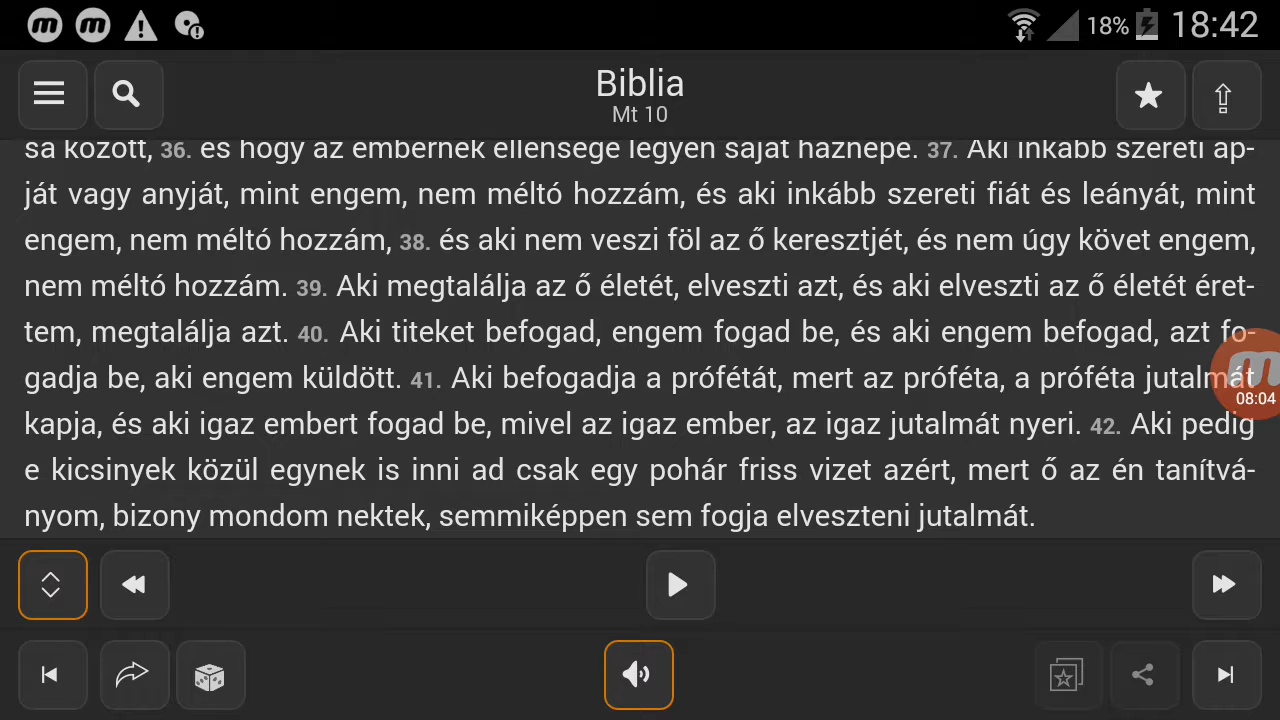 18% 18:42
Biblia
Mt 10
sa között, 36. és hogy az embernek ellensége legyen saját háznépe. 37. Aki inkább szereti ap-
ját vagy anyját, mint engem, nem méltó hozzám, és aki inkább szereti fiát és leányát, mint
engem, nem méltó hozzám, 38. és aki nem veszi föl az ő keresztjét, és nem úgy követ engem,
nem méltó hozzám. 39. Aki megtalálja az ő életét, elveszti azt, és aki elveszti az ő életét éret-
tem, megtalálja azt. 40. Aki titeket befogad, engem fogad be, és aki engem befogad, azt fo-
gadja be, aki engem küldött. 41. Aki befogadja a prófétát, mert az próféta, a próféta jutalmát
08:04
kapja, és aki igaz embert fogad be, mivel az igaz ember, az igaz jutalmát nyeri. 42. Aki pedig
e kicsinyek közül egynek is inni ad csak egy pohár friss vizet azért, mert ő az én tanítvá-
nyom, bizony mondom nektek, semmiképpen sem fogja elveszteni jutalmát.